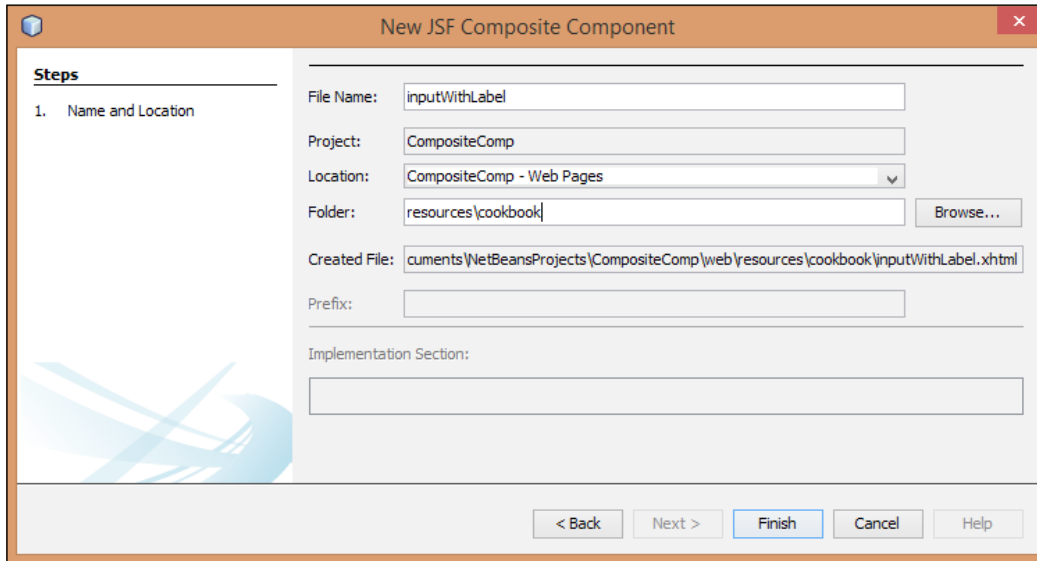 New JSF Composite Component
Steps
1. Name and Location
File Name: inputWithLabel
Project: CompositeComp
Location: CompositeComp - Web Pages
Folder: resources\cookbook Browse...
Created File: cuments\NetBeansProjects\CompositeComp\web\resources\cookbook\inputWithLabel.xhtml
Prefix:
Implementation Section:
< Back Next > Finish Cancel Help